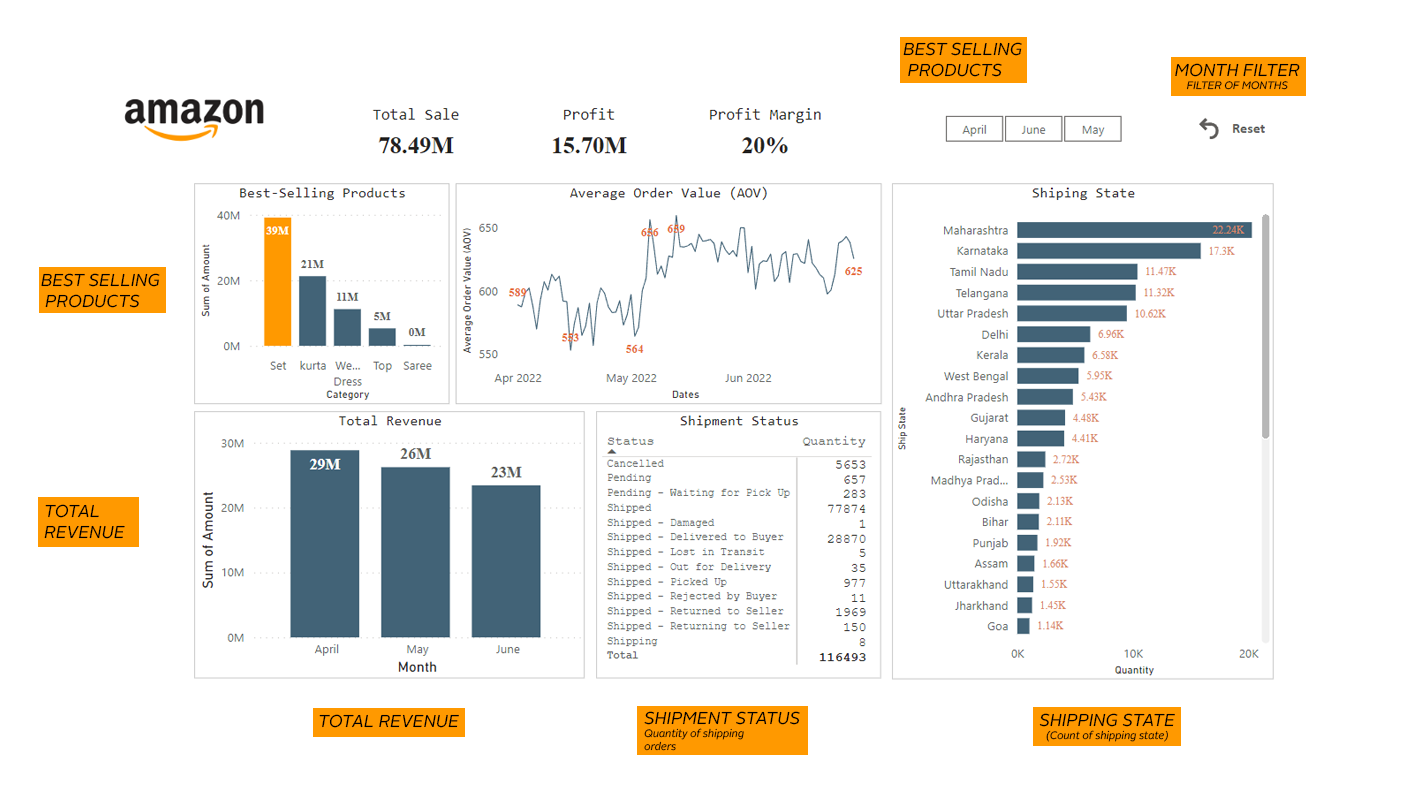 BEST SELLING
PRODUCTS
MONTH FILTER
FILTER OF MONTHS
amazon
Total Sale
78.49M
Profit
15.70M
Profit Margin
20%
April
June
May
Reset
BEST SELLING
PRODUCTS
Best-Selling Products
Sum of Amount
40M
20M
0M
39M
21M
11M
5M
0M
Set
kurta
We...
Dress
Top
Saree
Category
Average Order Value (AOV)
Average Order Value (AOV)
650
600
550
589
553
564
656
659
625
Apr 2022
May 2022
Jun 2022
Dates
Shiping State
Ship State
Maharashtra 22.24K
Karnataka 17.3K
Tamil Nadu 11.47K
Telangana 11.32K
Uttar Pradesh 10.62K
Delhi 6.96K
Kerala 6.58K
West Bengal 5.95K
Andhra Pradesh 5.43K
Gujarat 4.48K
Haryana 4.41K
Rajasthan 2.72K
Madhya Prad... 2.53K
Odisha 2.13K
Bihar 2.11K
Punjab 1.92K
Assam 1.66K
Uttarakhand 1.55K
Jharkhand 1.45K
Goa 1.14K
0K 10K 20K
Quantity
TOTAL
REVENUE
Total Revenue
Sum of Amount
30M
20M
10M
0M
29M
26M
23M
April
May
June
Month
Shipment Status
Status Quantity
Cancelled 5653
Pending 657
Pending - Waiting for Pick Up 283
Shipped 77874
Shipped - Damaged 1
Shipped - Delivered to Buyer 28870
Shipped - Lost in Transit 5
Shipped - Out for Delivery 35
Shipped - Picked Up 977
Shipped - Rejected by Buyer 11
Shipped - Returned to Seller 1969
Shipped - Returning to Seller 150
Shipping 8
Total 116493
TOTAL REVENUE
SHIPMENT STATUS
Quantity of shipping
orders
SHIPPING STATE
(Count of shipping state)